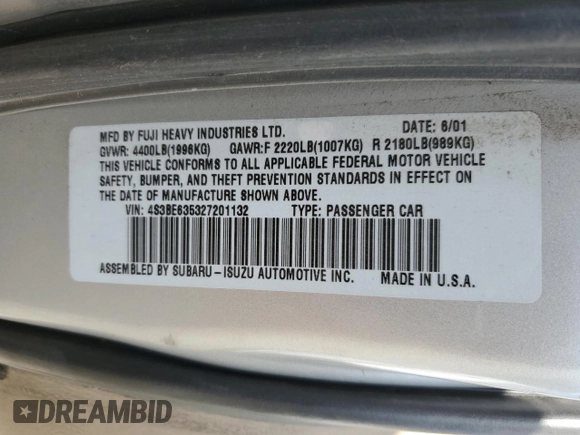 MFD BY FUJI HEAVY INDUSTRIES LTD. DATE: 6/01
GVWR: 4400LB(1996KG) GAWR:F 2220LB(1007KG) R 2180LB(989KG)
THIS VEHICLE CONFORMS TO ALL APPLICABLE FEDERAL MOTOR VEHICLE
SAFETY, BUMPER, AND THEFT PREVENTION STANDARDS IN EFFECT ON
THE DATE OF MANUFACTURE SHOWN ABOVE.
VIN: 4S3BE635327201132 TYPE: PASSENGER CAR
ASSEMBLED BY SUBARU-ISUZU AUTOMOTIVE INC. MADE IN U.S.A.
DREAMBID